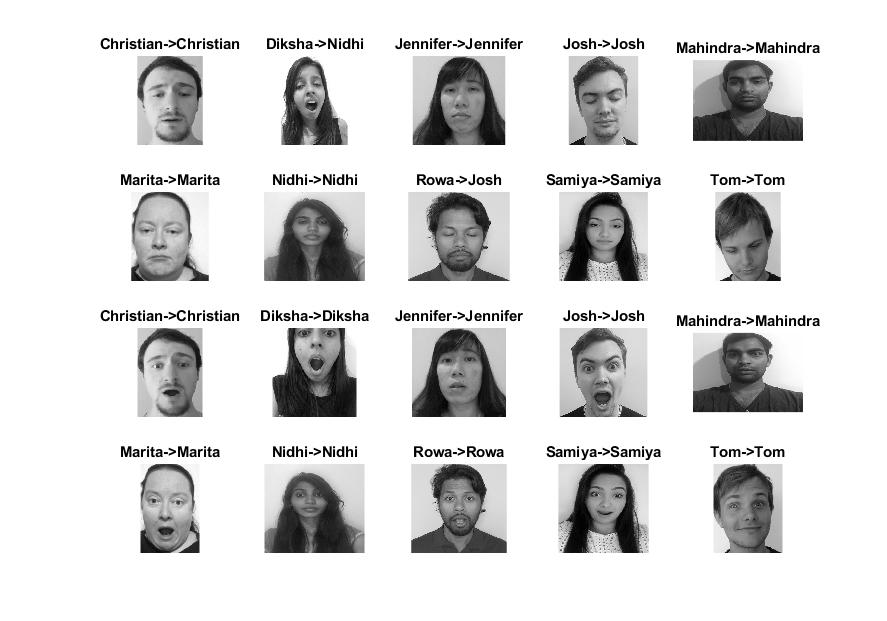 Christian->Christian Diksha->Nidhi Jennifer->Jennifer Josh->Josh Mahindra->Mahindra
Marita->Marita Nidhi->Nidhi Rowa->Josh Samiya->Samiya Tom->Tom
Christian->Christian Diksha->Diksha Jennifer->Jennifer Josh->Josh Mahindra->Mahindra
Marita->Marita Nidhi->Nidhi Rowa->Rowa Samiya->Samiya Tom->Tom